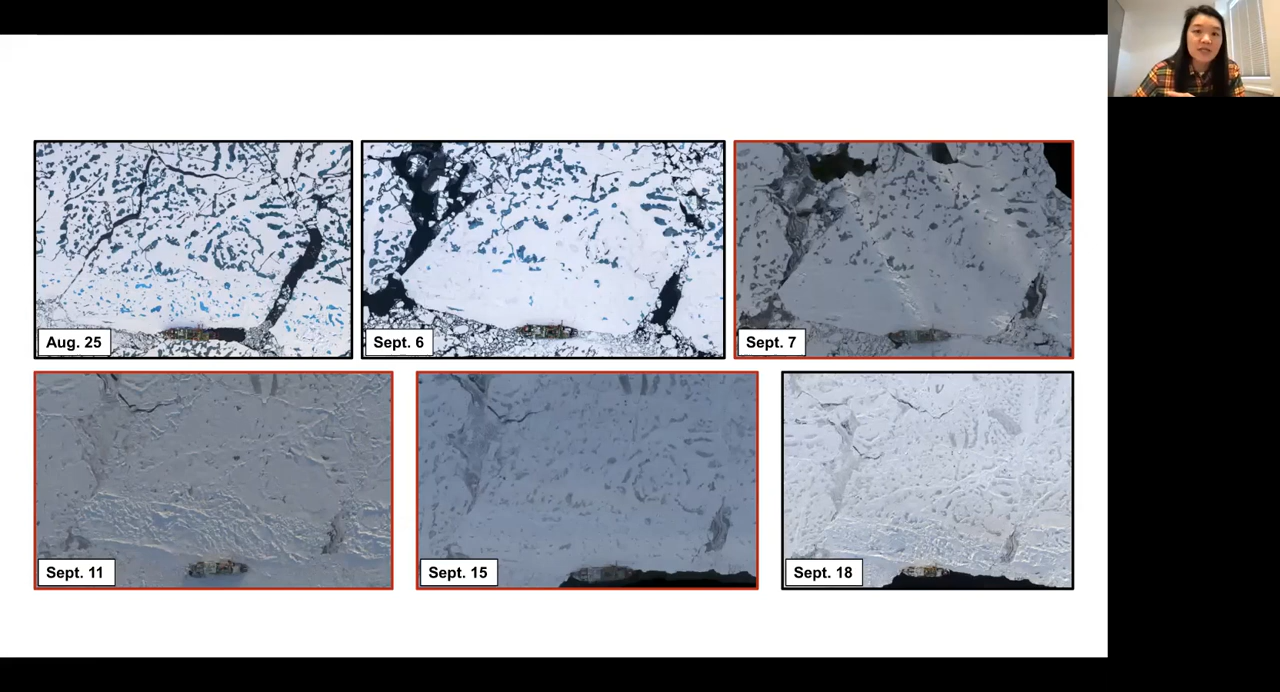 Aug. 25
Sept. 6
Sept. 7
Sept. 11
Sept. 15
Sept. 18